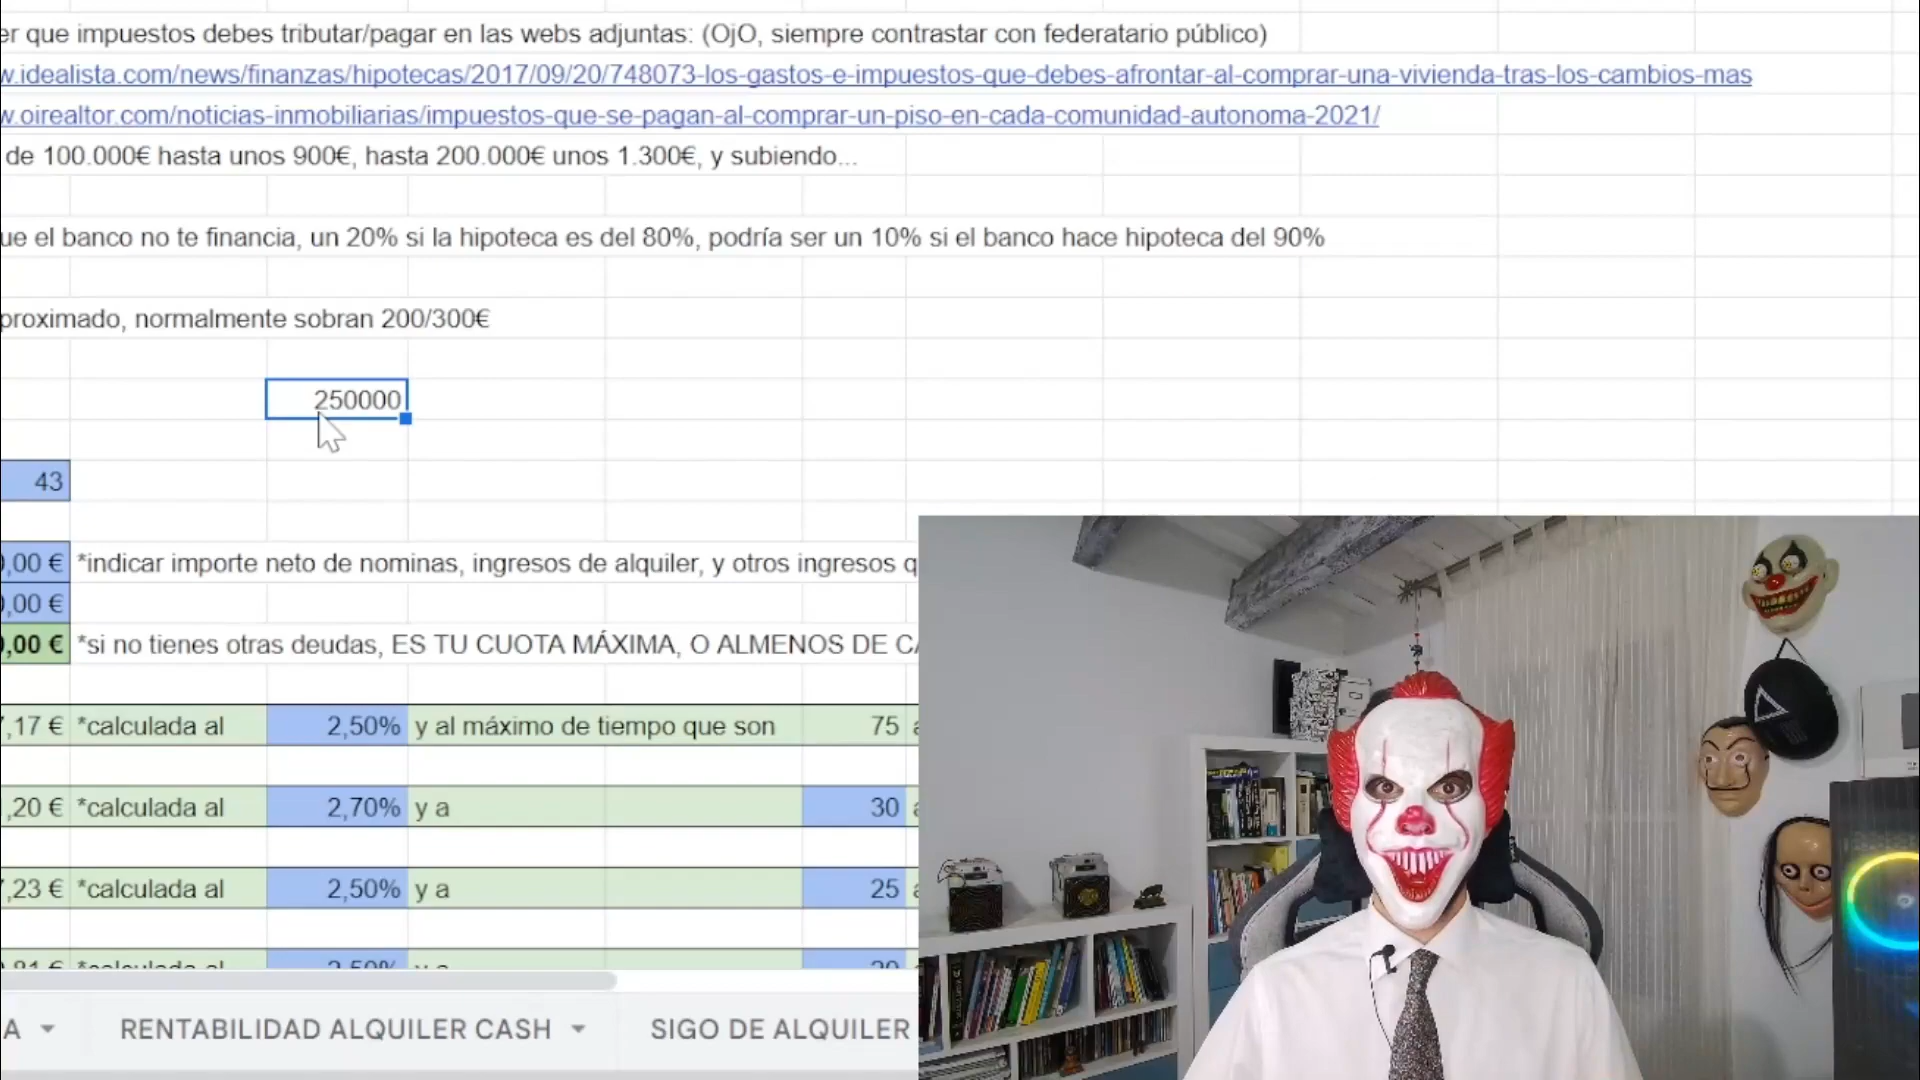 er que impuestos debes tributar/pagar en las webs adjuntas: (OjO, siempre contrastar con federatario público)
w.idealista.com/news/finanzas/hipotecas/2017/09/20/748073-los-gastos-e-impuestos-que-debes-afrontar-al-comprar-una-vivienda-tras-los-cambios-mas
w.oirealtor.com/noticias-inmobiliarias/impuestos-que-se-pagan-al-comprar-un-piso-en-cada-comunidad-autonoma-2021/
de 100.000€ hasta unos 900€, hasta 200.000€ unos 1.300€, y subiendo...
ue el banco no te financia, un 20% si la hipoteca es del 80%, podría ser un 10% si el banco hace hipoteca del 90%
proximado, normalmente sobran 200/300€
250000
43
,00 € *indicar importe neto de nominas, ingresos de alquiler, y otros ingresos q
,00 €
,00 € *si no tienes otras deudas, ES TU CUOTA MÁXIMA, O ALMENOS DE CA
,17 € *calculada al 2,50% y al máximo de tiempo que son 75 a
,20 € *calculada al 2,70% y a 30 a
,23 € *calculada al 2,50% y a 25 a
A RENTABILIDAD ALQUILER CASH SIGO DE ALQUILER